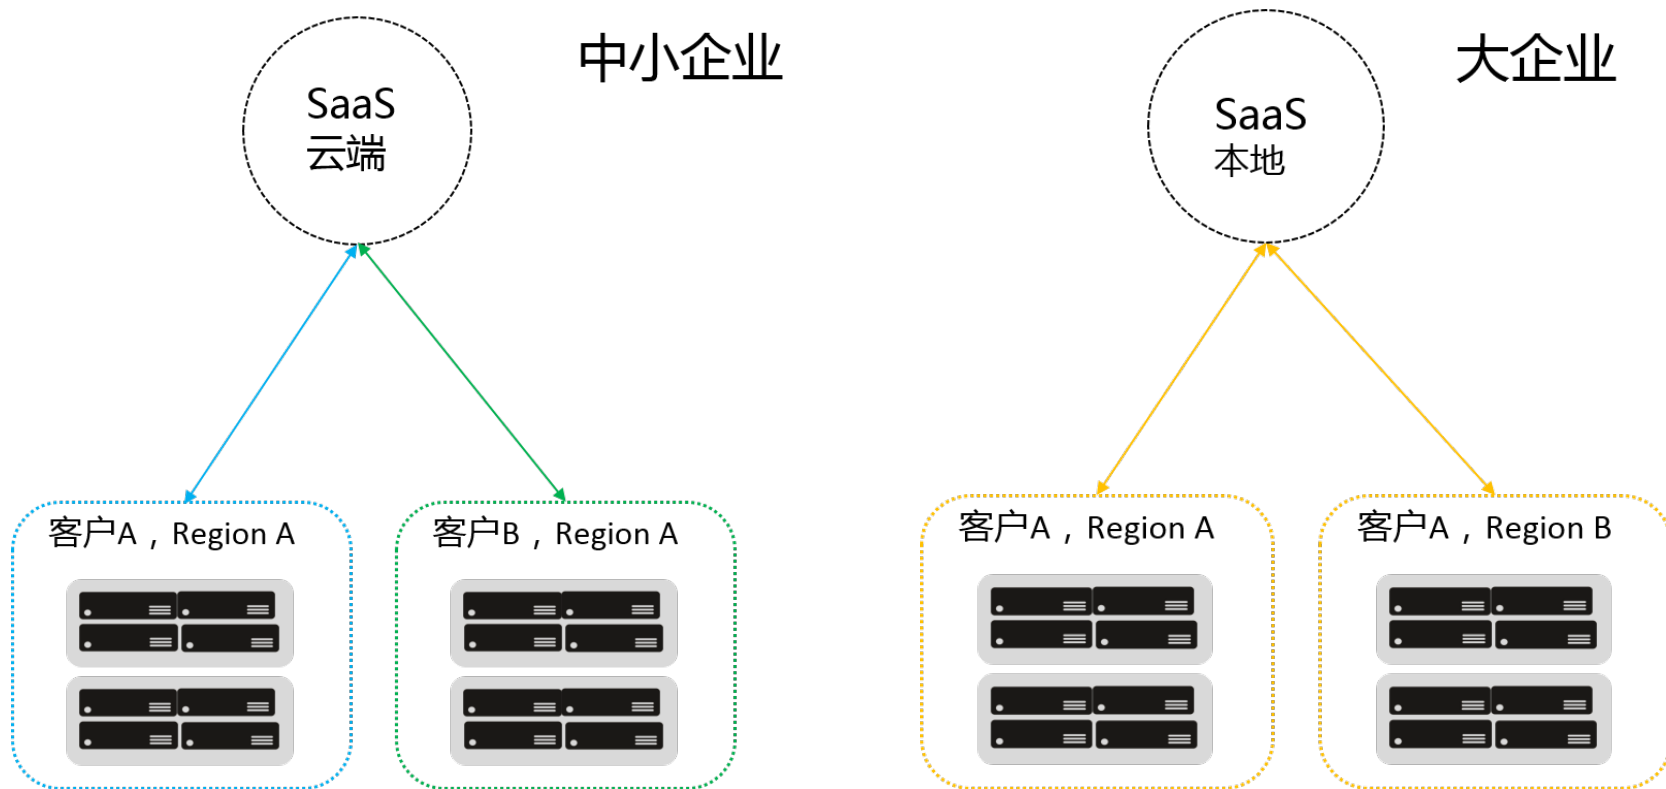 中小企业
SaaS
云端
客户A，Region A
客户B，Region A
大企业
SaaS
本地
客户A，Region A
客户A，Region B